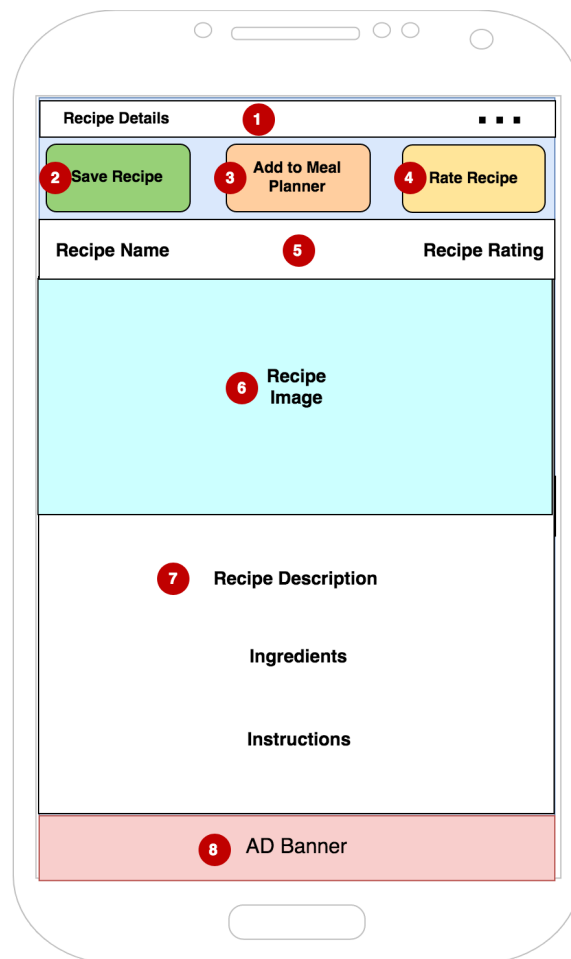 Recipe Details 1 ...
2 Save Recipe
3 Add to Meal
Planner
4 Rate Recipe
Recipe Name 5 Recipe Rating
6 Recipe
Image
7 Recipe Description
Ingredients
Instructions
8 AD Banner